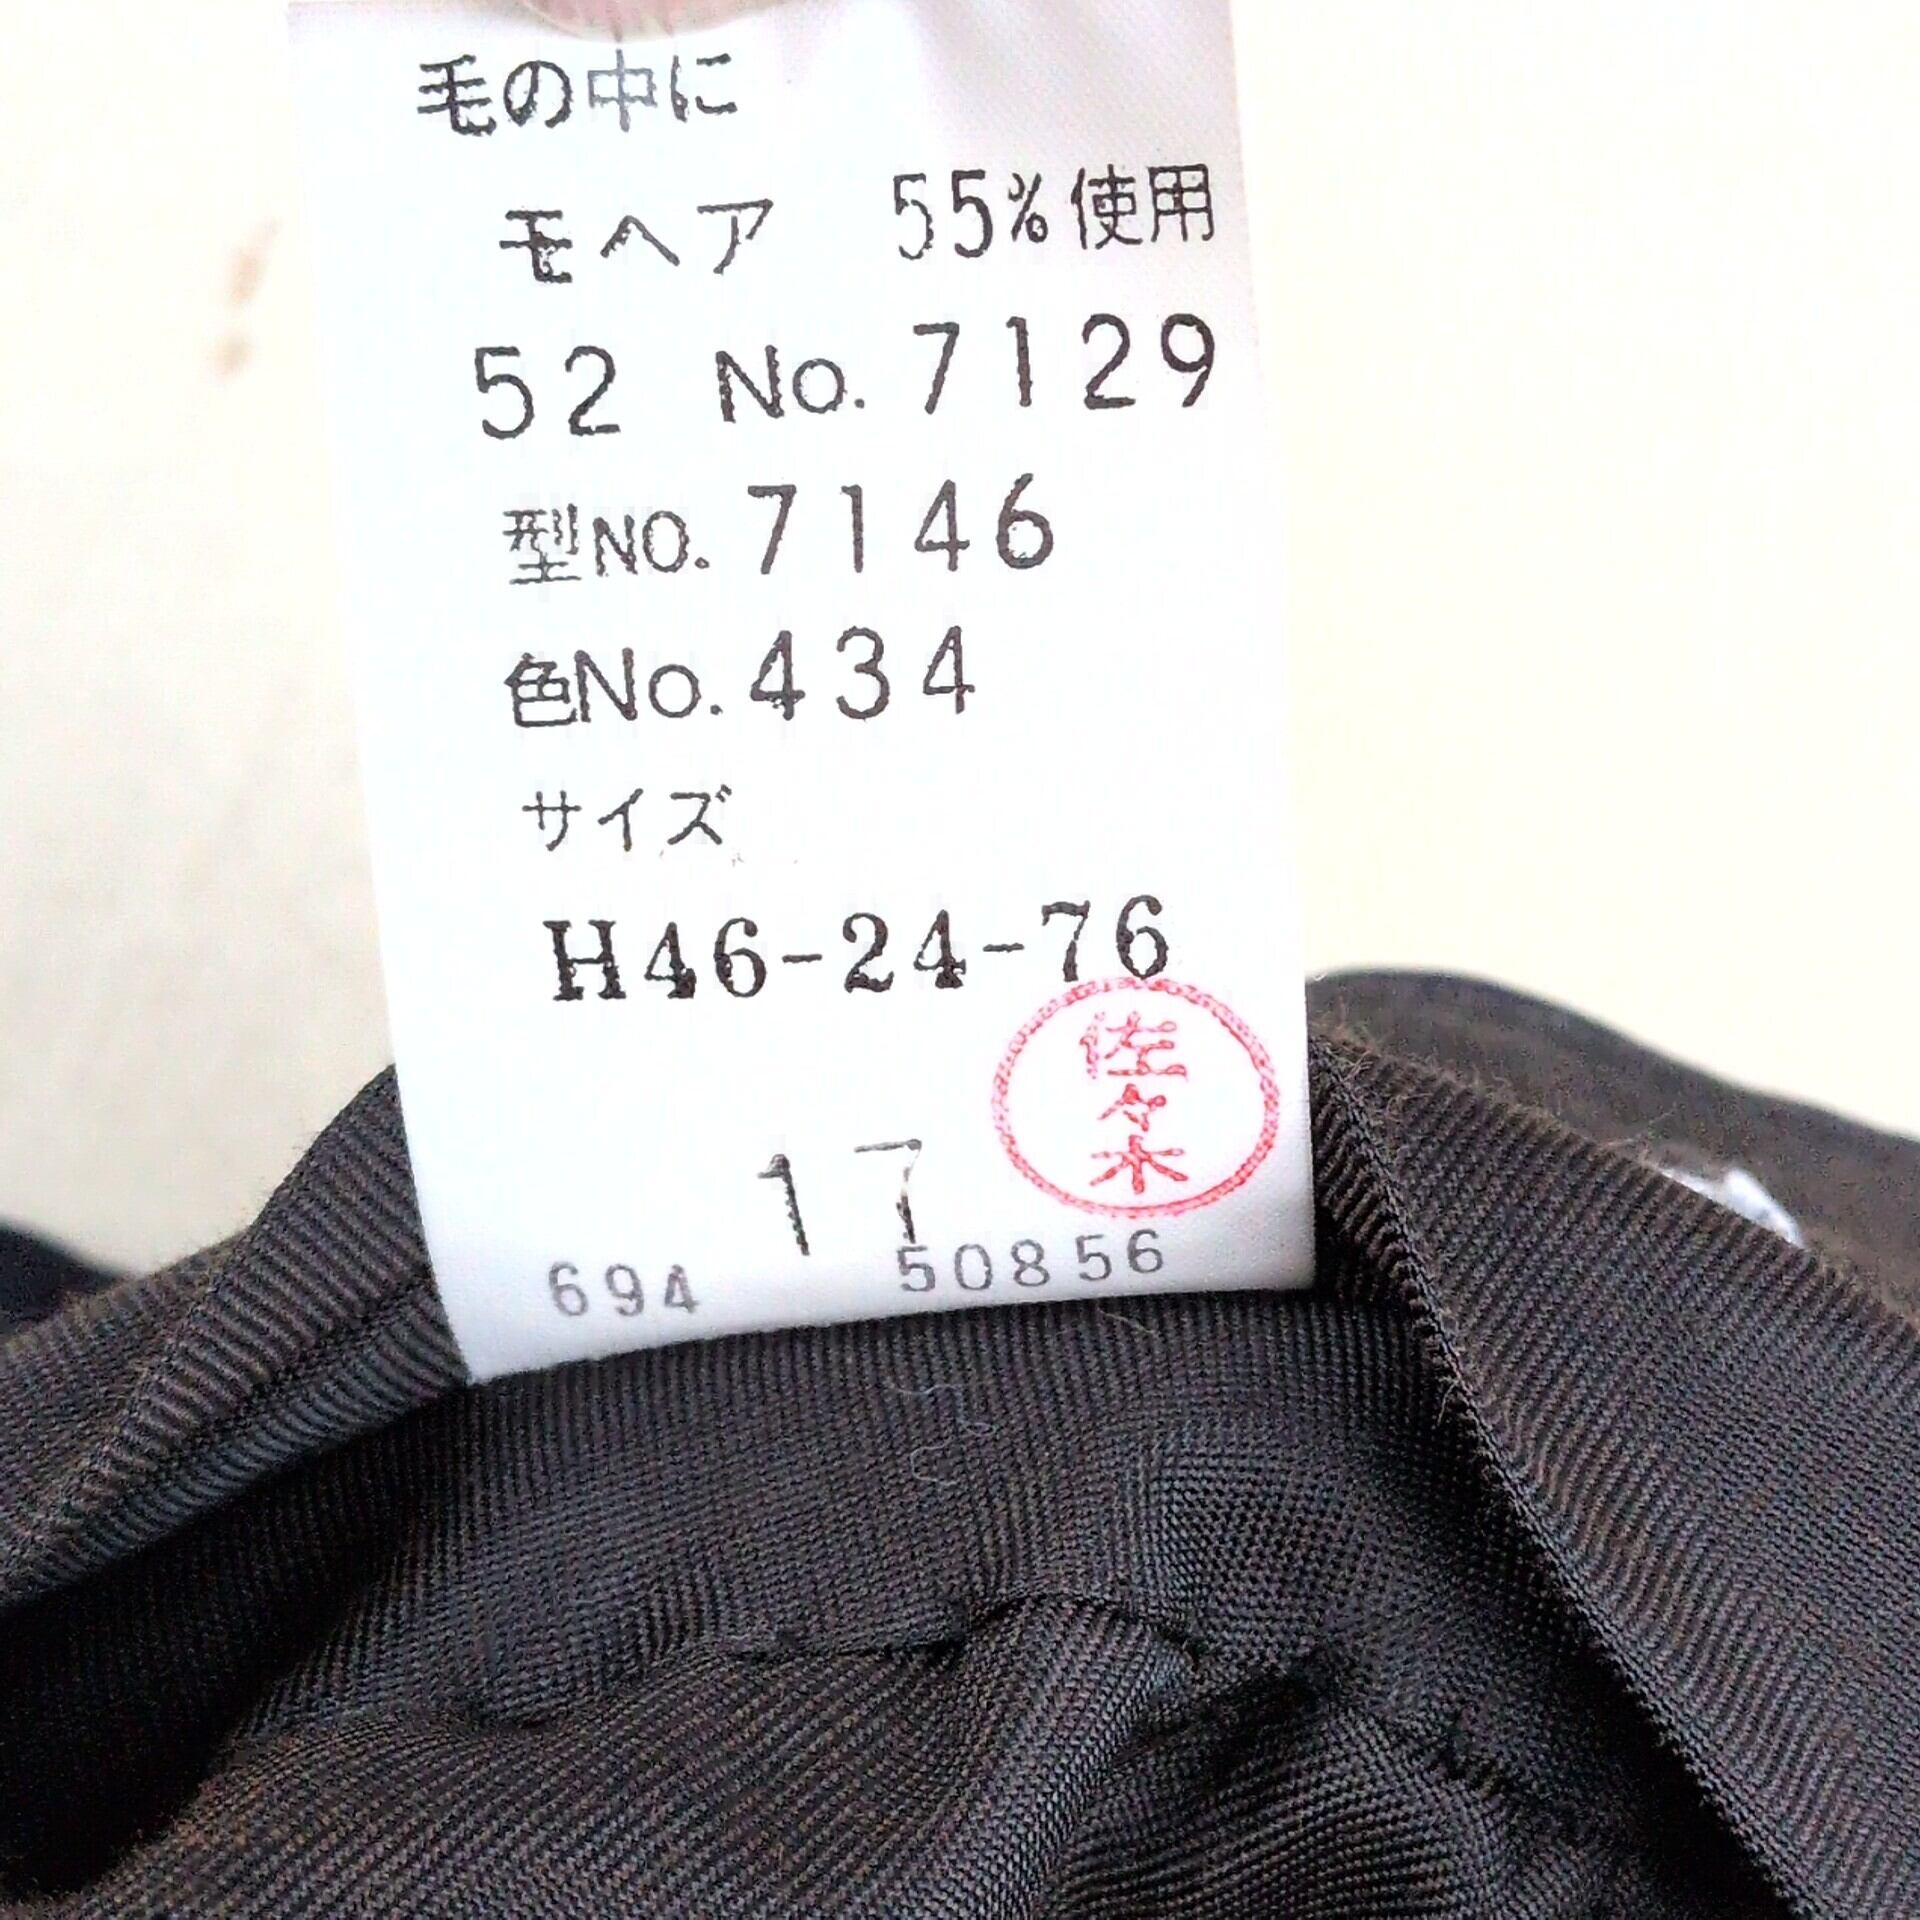 毛の中に
モヘア 55%使用
52 No. 7129
型NO. 7146
色No. 434
サイズ
H46-24-76
佐々木
17
694 50856